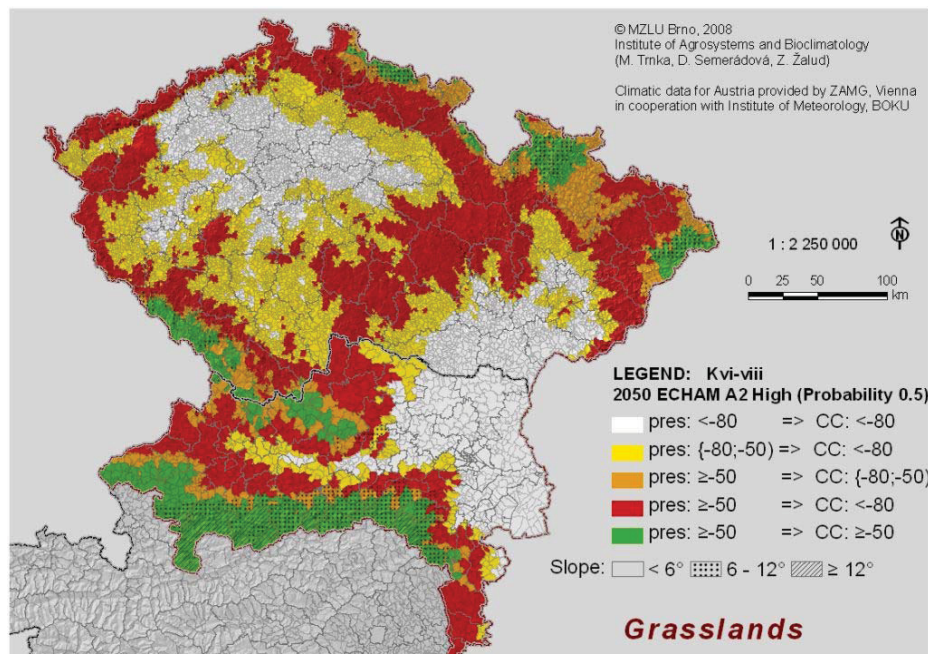 © MZLU Brno, 2008
Institute of Agrosystems and Bioclimatology
(M. Trnka, D. Semerádová, Z. Žalud)
Climatic data for Austria provided by ZAMG, Vienna
in cooperation with Institute of Meteorology, BOKU
1 : 2 250 000
N
0 25 50 100
km
LEGEND: Kvi-viii
2050 ECHAM A2 High (Probability 0.5)
pres: <-80 => CC: <-80
pres: {-80;-50) => CC: <-80
pres: ≥-50 => CC: {-80;-50)
pres: ≥-50 => CC: <-80
pres: ≥-50 => CC: ≥-50
Slope: < 6° 6 - 12° ≥ 12°
Grasslands